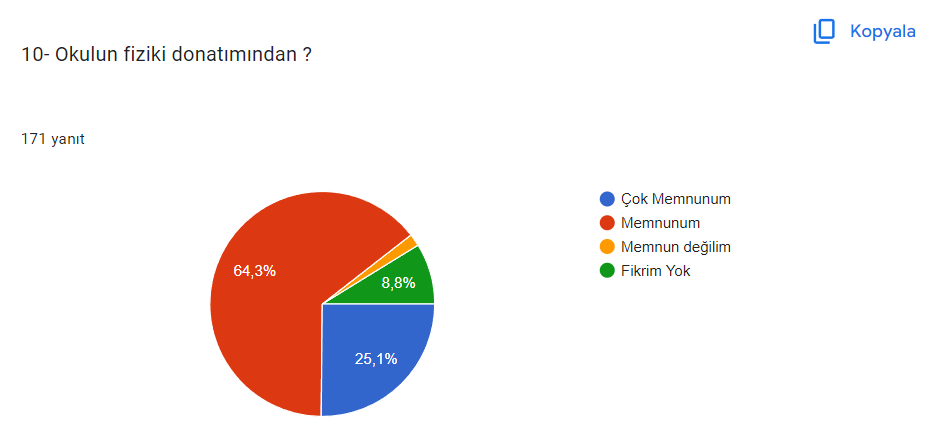 Kopyala
10- Okulun fiziki donatımından ?
171 yanıt
Çok Memnunum
Memnunum
Memnun değilim
Fikrim Yok
64,3%
8,8%
25,1%